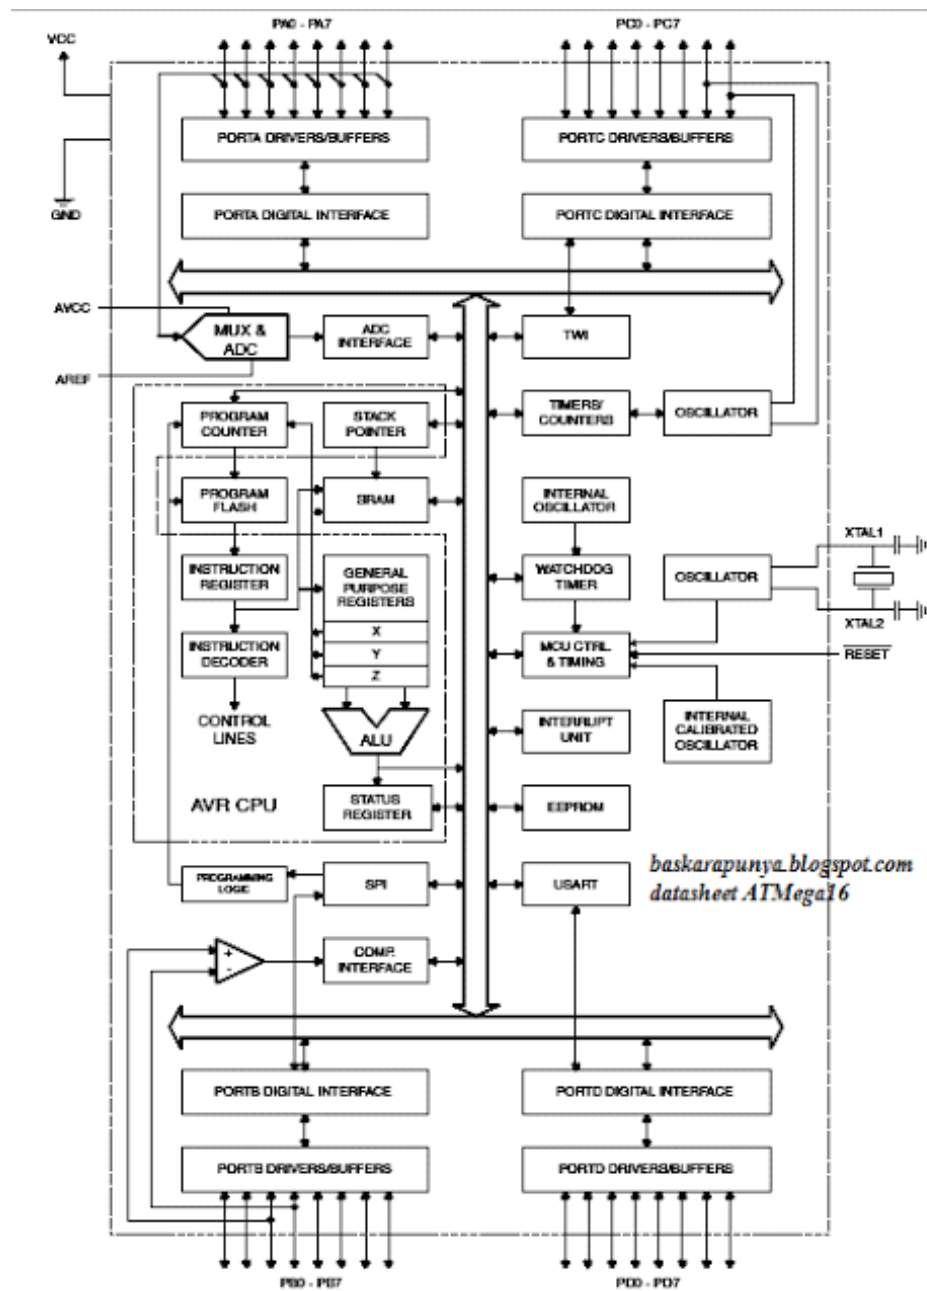 PA0 - PA7
PC0 - PC7
VCC
PORTA DRIVERS/BUFFERS
PORTC DRIVERS/BUFFERS
GND
PORTA DIGITAL INTERFACE
PORTC DIGITAL INTERFACE
AVCC
MUX &
ADC
ADC
INTERFACE
TWI
AREF
PROGRAM
COUNTER
STACK
POINTER
TIMERS/
COUNTERS
OSCILLATOR
PROGRAM
FLASH
SRAM
INTERNAL
OSCILLATOR
XTAL1
INSTRUCTION
REGISTER
GENERAL
PURPOSE
REGISTERS
WATCHDOG
TIMER
OSCILLATOR
XTAL2
X
Y
Z
INSTRUCTION
DECODER
MCU CTRL.
& TIMING
RESET
CONTROL
LINES
ALU
INTERRUPT
UNIT
INTERNAL
CALIBRATED
OSCILLATOR
AVR CPU
STATUS
REGISTER
EEPROM
baskarapunya.blogspot.com
datasheet ATMega16
PROGRAMMING
LOGIC
SPI
USART
+
-
COMP.
INTERFACE
PORTB DIGITAL INTERFACE
PORTD DIGITAL INTERFACE
PORTB DRIVERS/BUFFERS
PORTD DRIVERS/BUFFERS
PB0 - PB7
PD0 - PD7